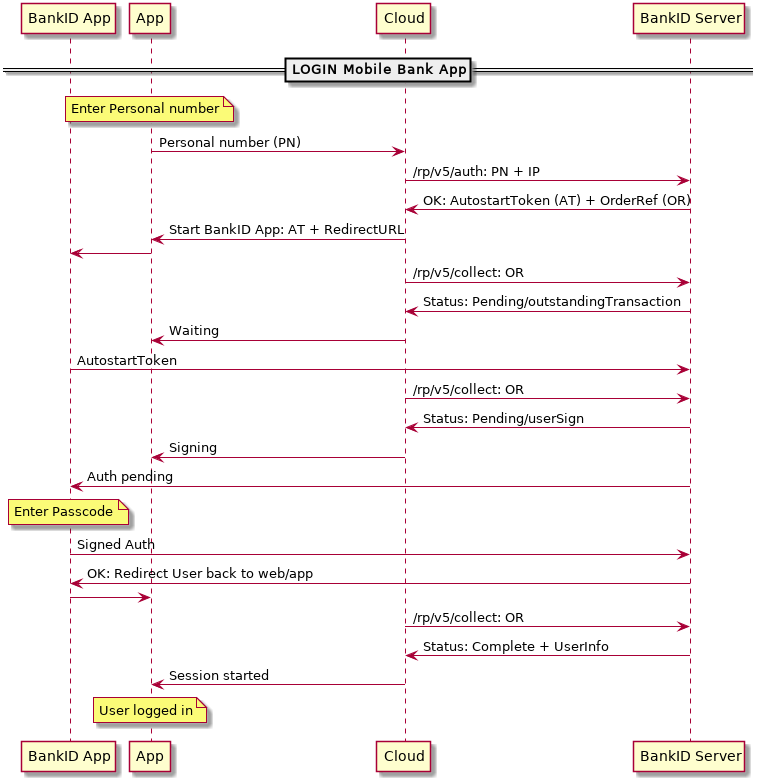 BankID App App Cloud BankID Server
LOGIN Mobile Bank App
Enter Personal number
Personal number (PN)
/rp/v5/auth: PN + IP
OK: AutostartToken (AT) + OrderRef (OR)
Start BankID App: AT + RedirectURL
/rp/v5/collect: OR
Status: Pending/outstandingTransaction
Waiting
AutostartToken
/rp/v5/collect: OR
Status: Pending/userSign
Signing
Auth pending
Enter Passcode
Signed Auth
OK: Redirect User back to web/app
/rp/v5/collect: OR
Status: Complete + UserInfo
Session started
User logged in
BankID App App Cloud BankID Server